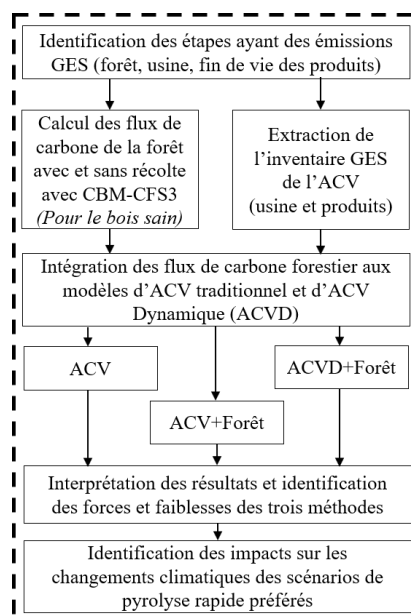 Identification des étapes ayant des émissions
GES (forêt, usine, fin de vie des produits)
Calcul des flux de
carbone de la forêt
avec et sans récolte
avec CBM-CFS3
(Pour le bois sain)
Extraction de
l'inventaire GES
de l'ACV
(usine et produits)
Intégration des flux de carbone forestier aux
modèles d'ACV traditionnel et d'ACV
Dynamique (ACVD)
ACV
ACV+Forêt
ACVD+Forêt
Interprétation des résultats et identification
des forces et faiblesses des trois méthodes
Identification des impacts sur les
changements climatiques des scénarios de
pyrolyse rapide préférés